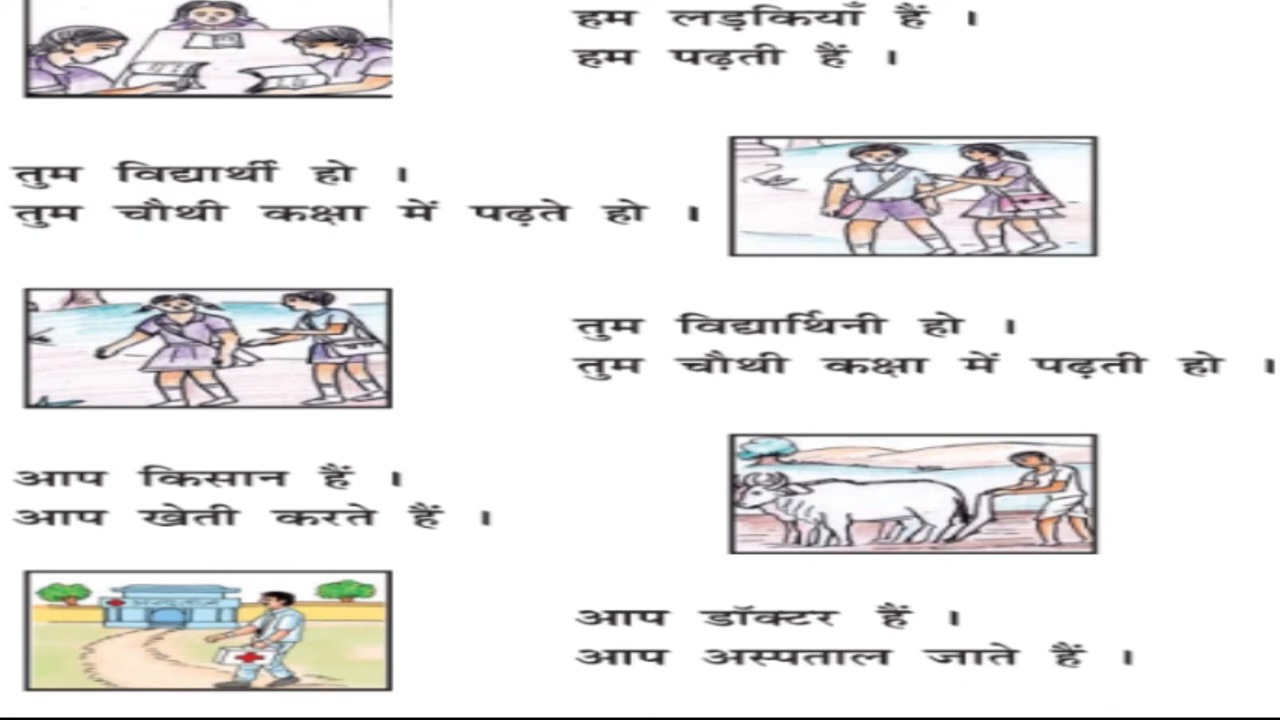 हम लड़कियाँ हैं ।
हम पढ़ती हैं ।
तुम विद्यार्थी हो ।
तुम चौथी कक्षा में पढ़ते हो ।
तुम विद्यार्थिनी हो ।
तुम चौथी कक्षा में पढ़ती हो ।
आप किसान हैं ।
आप खेती करते हैं ।
आप डॉक्टर हैं ।
आप अस्पताल जाते हैं ।